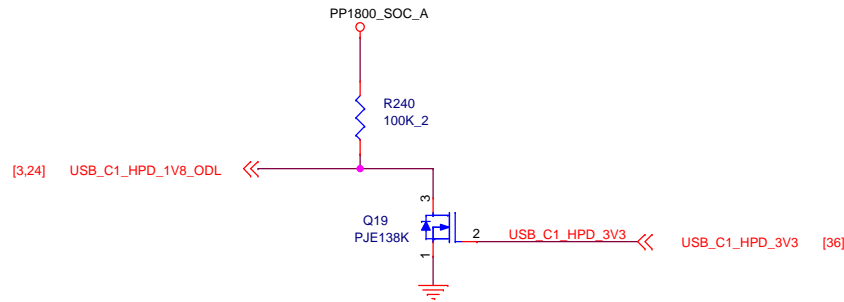 PP1800_SOC_A
R240
100K_2
[3,24] USB_C1_HPD_1V8_ODL
3
Q19
PJE138K
2 USB_C1_HPD_3V3
USB_C1_HPD_3V3 [36]
1